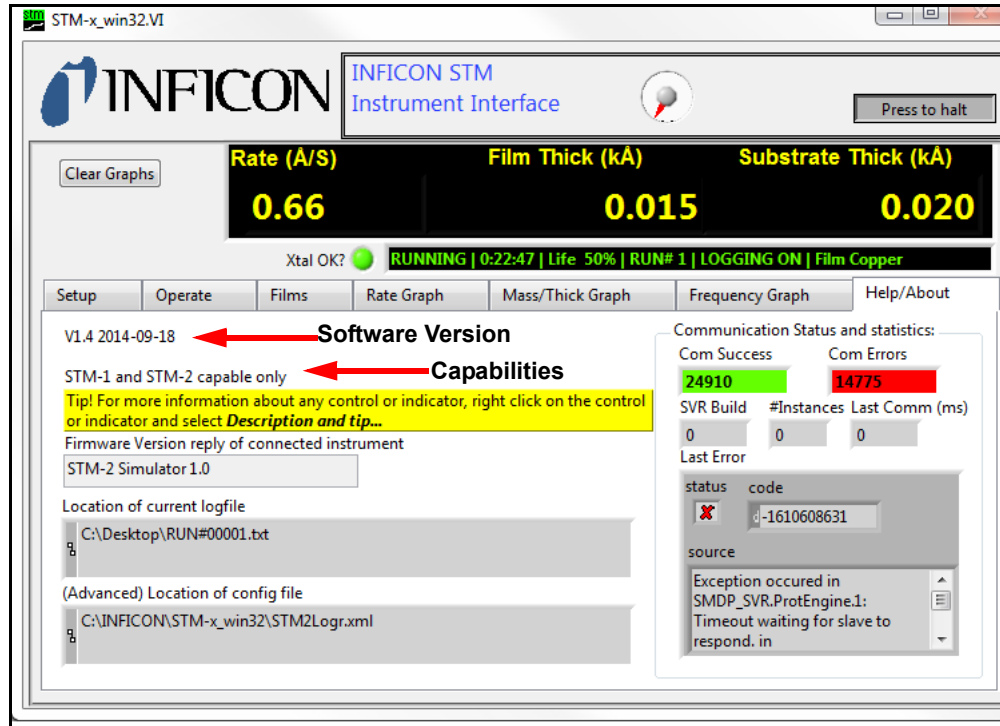 stm
STM-x_win32.VI
INFICON
INFICON STM
Instrument Interface
Press to halt
Clear Graphs
Rate (Å/S)
Film Thick (kÅ)
Substrate Thick (kÅ)
0.66
0.015
0.020
Xtal OK?
RUNNING | 0:22:47 | Life 50% | RUN# 1 | LOGGING ON | Film Copper
Setup
Operate
Films
Rate Graph
Mass/Thick Graph
Frequency Graph
Help/About
V1.4 2014-09-18
Software Version
STM-1 and STM-2 capable only
Capabilities
Tip! For more information about any control or indicator, right click on the control
or indicator and select Description and tip...
Firmware Version reply of connected instrument
STM-2 Simulator 1.0
Location of current logfile
C:\Desktop\RUN#00001.txt
(Advanced) Location of config file
C:\INFICON\STM-x_win32\STM2Logr.xml
Communication Status and statistics:
Com Success
Com Errors
24910
14775
SVR Build
#Instances
Last Comm (ms)
0
0
0
Last Error
status
code
d
-1610608631
source
Exception occured in
SMDP_SVR.ProtEngine.1:
Timeout waiting for slave to
respond. in